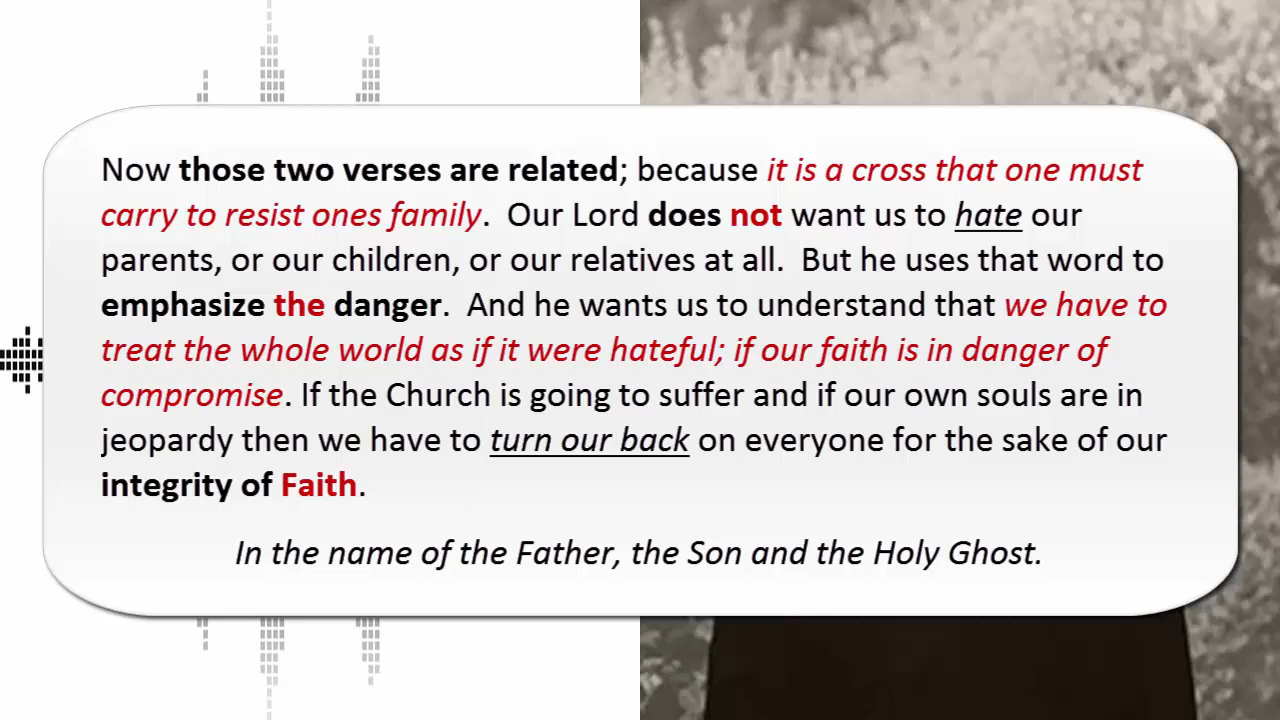 Now those two verses are related; because it is a cross that one must
carry to resist ones family.  Our Lord does not want us to hate our
parents, or our children, or our relatives at all.  But he uses that word to
emphasize the danger.  And he wants us to understand that we have to
treat the whole world as if it were hateful; if our faith is in danger of
compromise. If the Church is going to suffer and if our own souls are in
jeopardy then we have to turn our back on everyone for the sake of our
integrity of Faith.
In the name of the Father, the Son and the Holy Ghost.